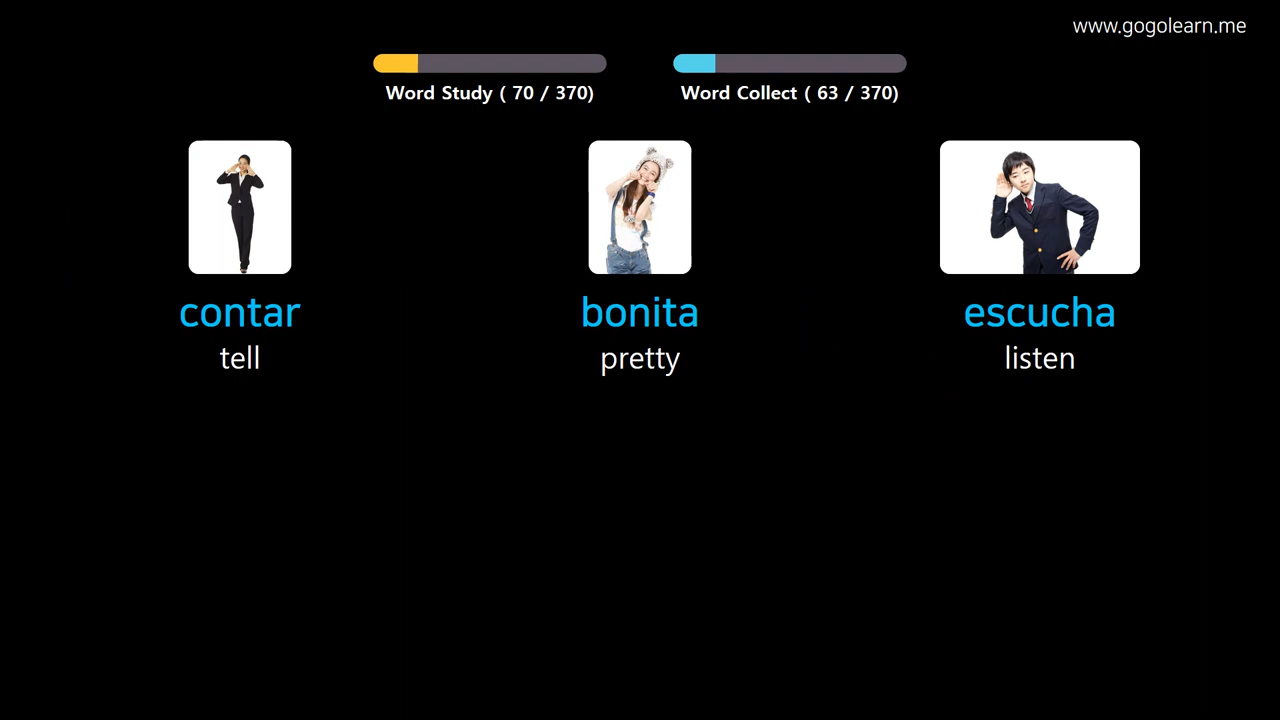 www.gogolearn.me
Word Study ( 70 / 370)
Word Collect ( 63 / 370)
contar
tell
bonita
pretty
escucha
listen